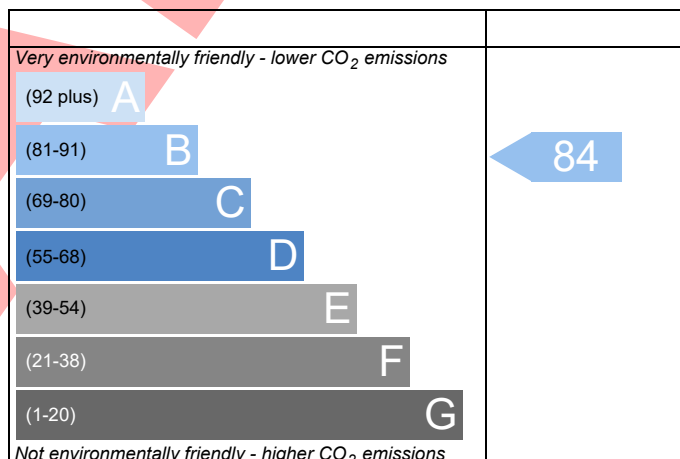 Very environmentally friendly - lower CO2 emissions
(92 plus) A
(81-91) B
84
(69-80) C
(55-68) D
(39-54) E
(21-38) F
(1-20) G
Not environmentally friendly - higher CO2 emissions